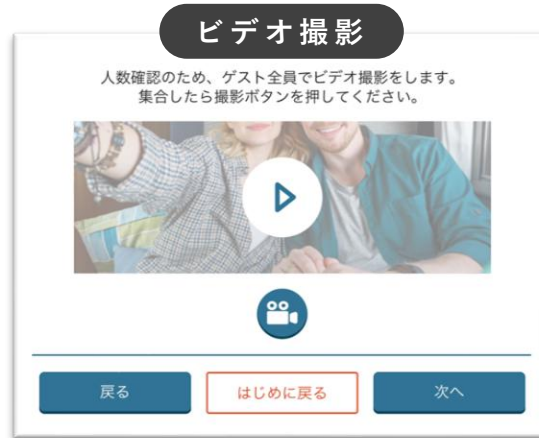 ビデオ撮影
人数確認のため、ゲスト全員でビデオ撮影をします。
集合したら撮影ボタンを押してください。
戻る
はじめに戻る
次へ